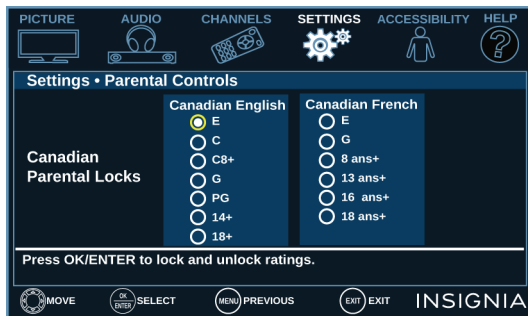 PICTURE AUDIO CHANNELS SETTINGS ACCESSIBILITY HELP
Settings • Parental Controls
Canadian Parental Locks
Canadian English
E
C
C8+
G
PG
14+
18+
Canadian French
E
G
8 ans+
13 ans+
16 ans+
18 ans+
Press OK/ENTER to lock and unlock ratings.
MOVE OK ENTER SELECT MENU PREVIOUS EXIT EXIT INSIGNIA